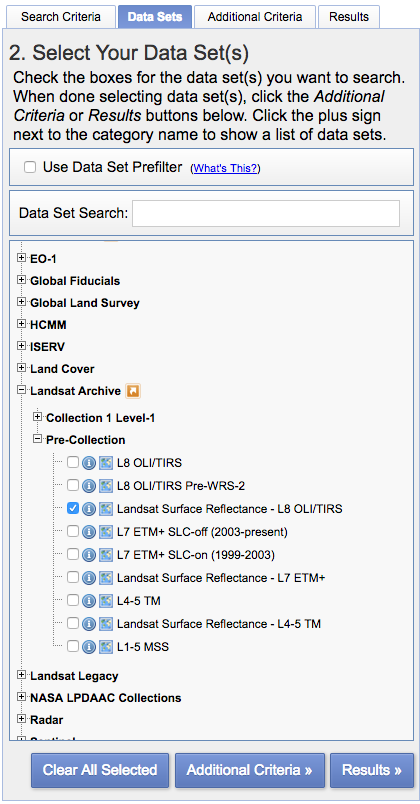 Search Criteria
Data Sets
Additional Criteria
Results
2. Select Your Data Set(s)
Check the boxes for the data set(s) you want to search.
When done selecting data set(s), click the Additional
Criteria or Results buttons below. Click the plus sign
next to the category name to show a list of data sets.
Use Data Set Prefilter (What's This?)
Data Set Search:
EO-1
Global Fiducials
Global Land Survey
HCMM
ISERV
Land Cover
Landsat Archive
Collection 1 Level-1
Pre-Collection
L8 OLI/TIRS
L8 OLI/TIRS Pre-WRS-2
Landsat Surface Reflectance - L8 OLI/TIRS
L7 ETM+ SLC-off (2003-present)
L7 ETM+ SLC-on (1999-2003)
Landsat Surface Reflectance - L7 ETM+
L4-5 TM
Landsat Surface Reflectance - L4-5 TM
L1-5 MSS
Landsat Legacy
NASA LPDAAC Collections
Radar
Clear All Selected
Additional Criteria »
Results »